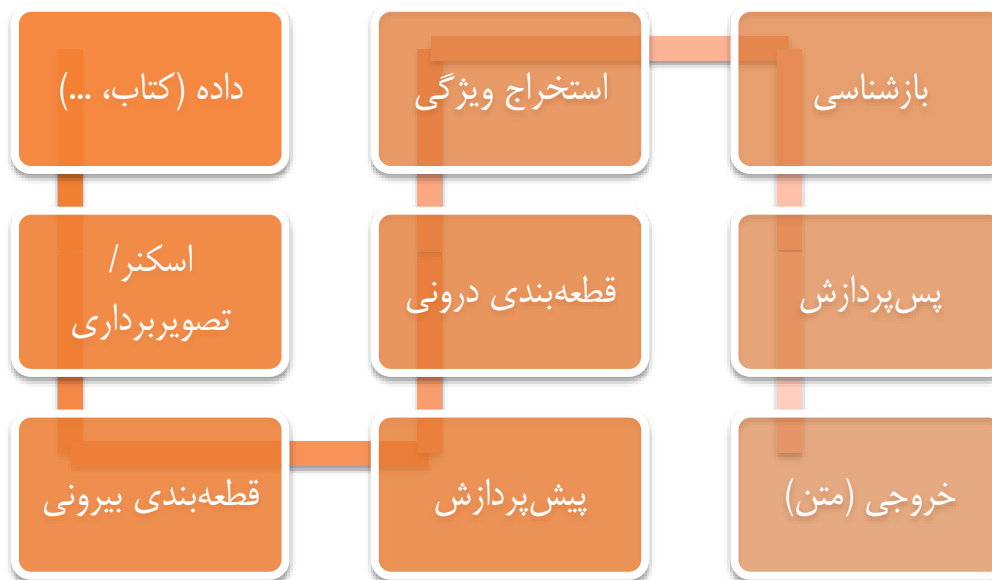 داده (کتاب، ...)
اسکنر/
تصویربرداری
قطعه‌بندی بیرونی
پیش‌پردازش
قطعه‌بندی درونی
استخراج ویژگی
بازشناسی
پس‌پردازش
خروجی (متن)